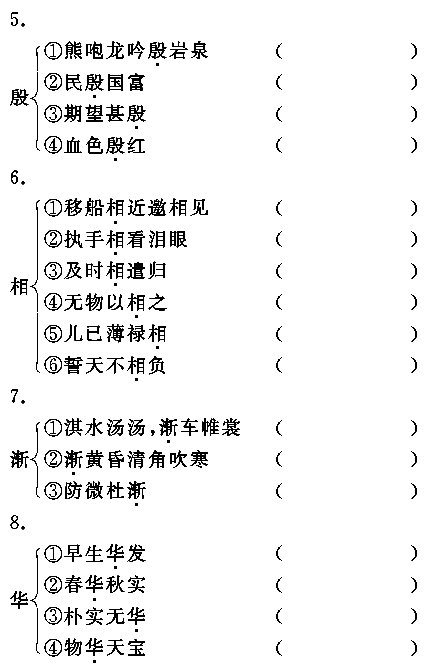 5.
①熊咆龙吟殷岩泉 ( )
②民殷国富 ( )
殷
③期望甚殷 ( )
④血色殷红 ( )
6.
①移船相近邀相见 ( )
②执手相看泪眼 ( )
③及时相遣归 ( )
相
④无物以相之 ( )
⑤儿已薄禄相 ( )
⑥誓天不相负 ( )
7.
①淇水汤汤,渐车帷裳 ( )
渐②渐黄昏清角吹寒 ( )
③防微杜渐 ( )
8.
①早生华发 ( )
②春华秋实 ( )
华
③朴实无华 ( )
④物华天宝 ( )